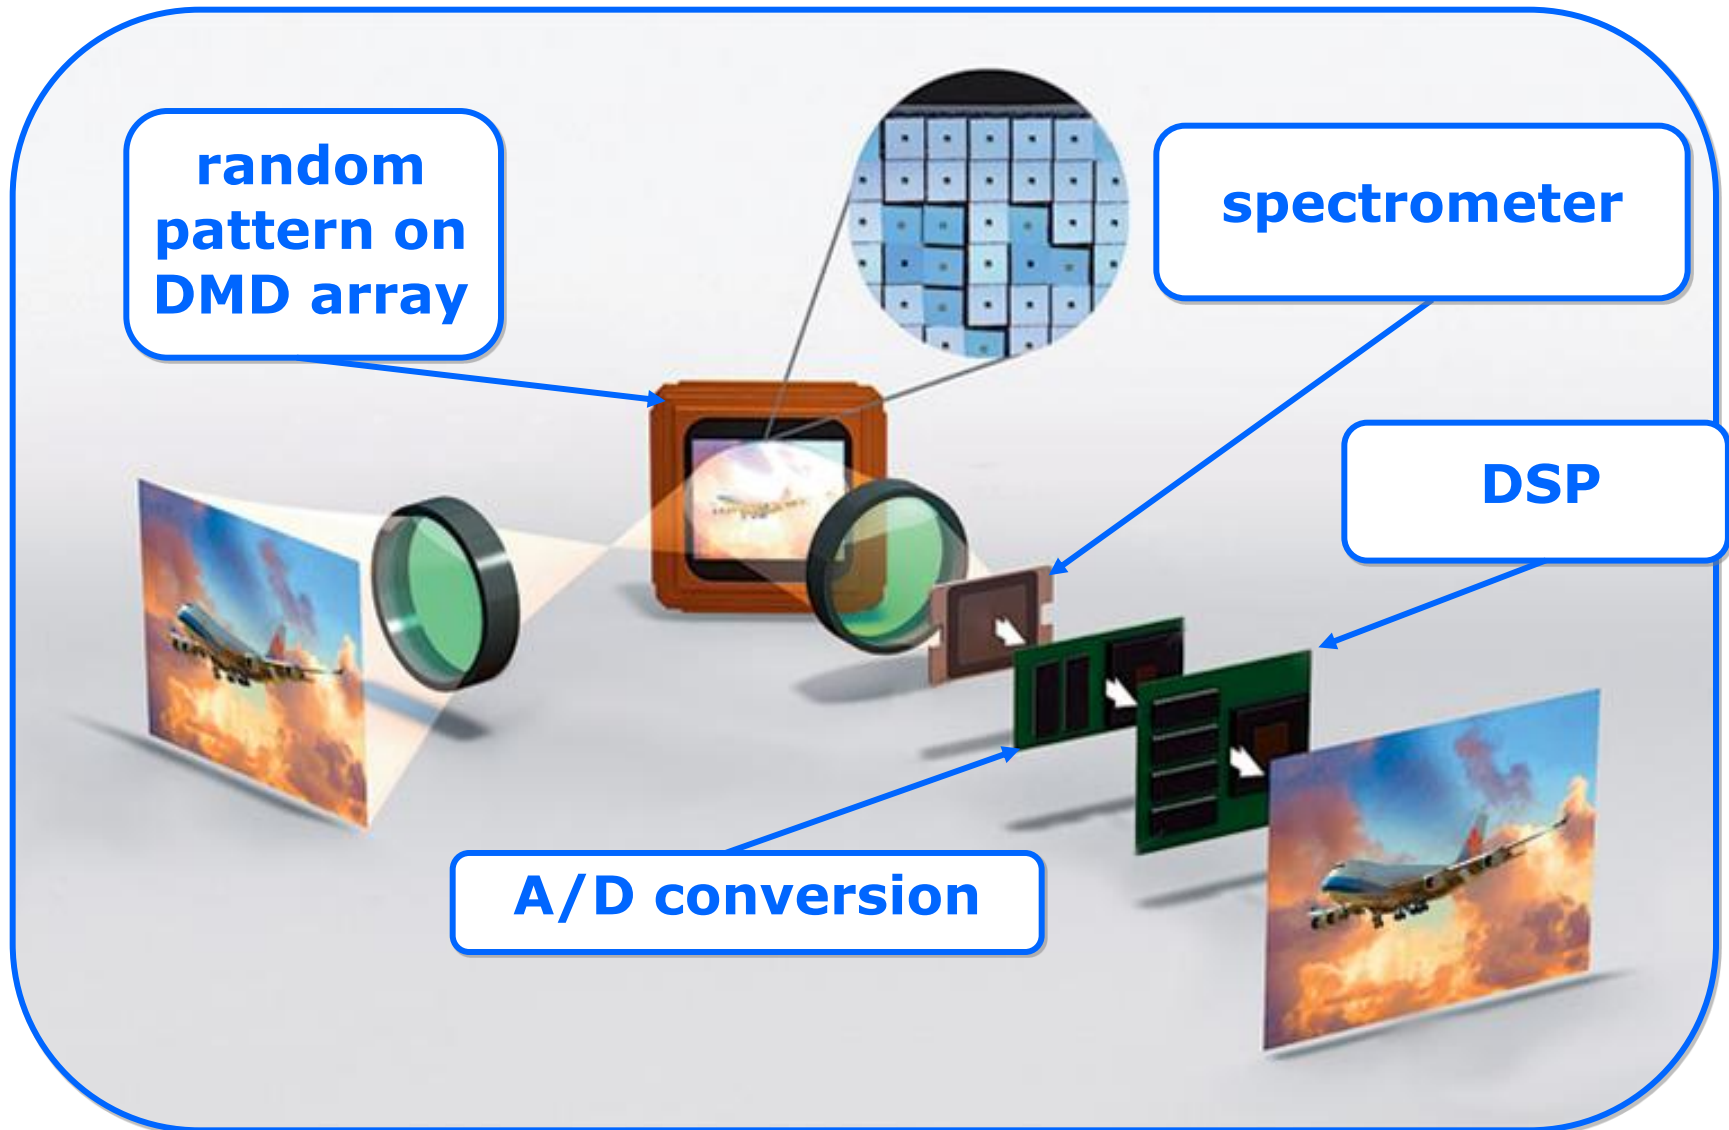 random
pattern on
DMD array
spectrometer
DSP
A/D conversion